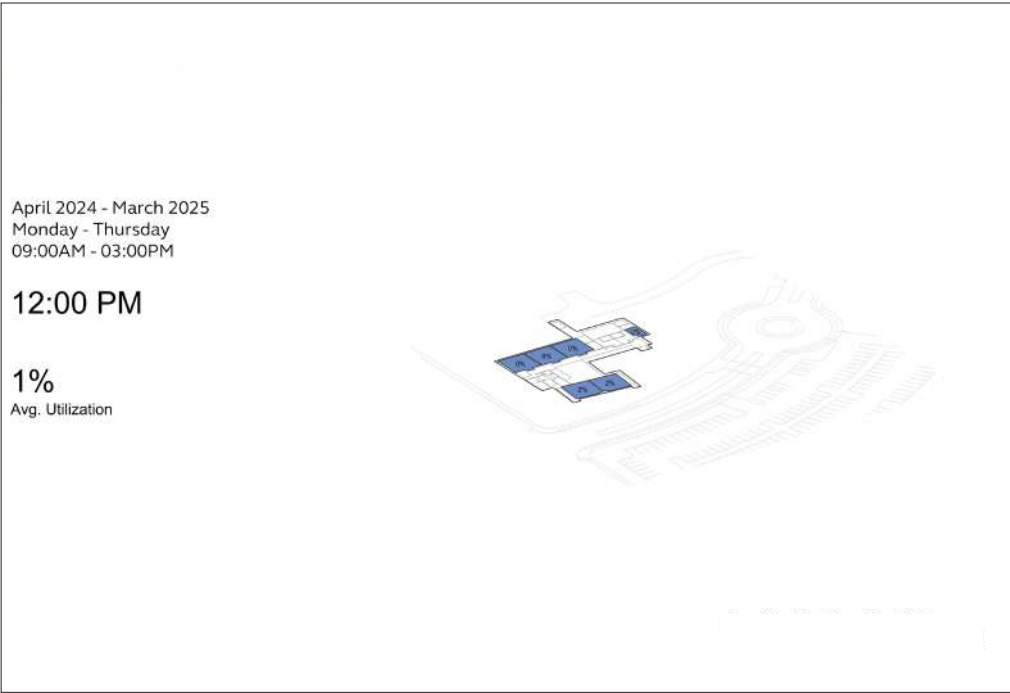 April 2024 - March 2025
Monday - Thursday
09:00AM - 03:00PM
12:00 PM
1%
Avg. Utilization